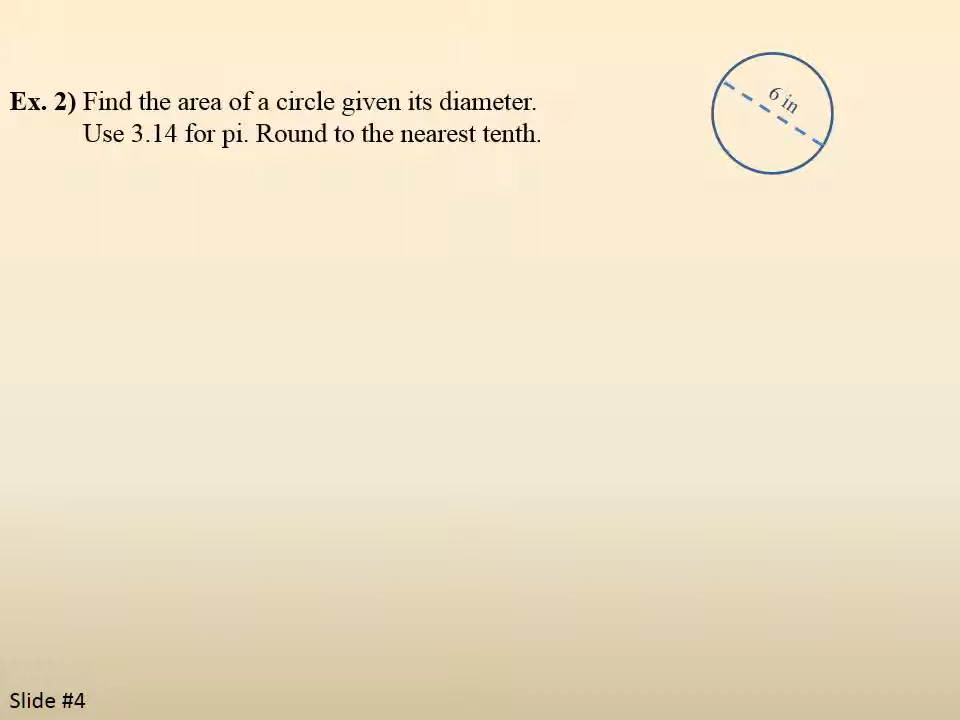 Ex. 2) Find the area of a circle given its diameter.
Use 3.14 for pi. Round to the nearest tenth.
6 in
Slide #4